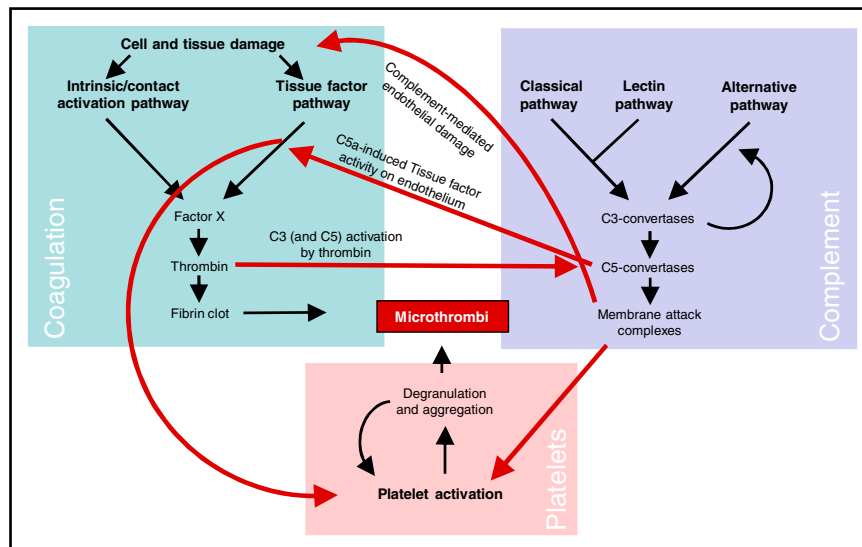 Cell and tissue damage
Intrinsic/contact
activation pathway
Tissue factor
pathway
Factor X
Thrombin
Fibrin clot
Coagulation
Complement-mediated
endothelial damage
C5a-induced Tissue factor
activity on endothelium
C3 (and C5) activation
by thrombin
Microthrombi
Classical
pathway
Lectin
pathway
Alternative
pathway
C3-convertases
C5-convertases
Membrane attack
complexes
Complement
Degranulation
and aggregation
Platelet activation
Platelets